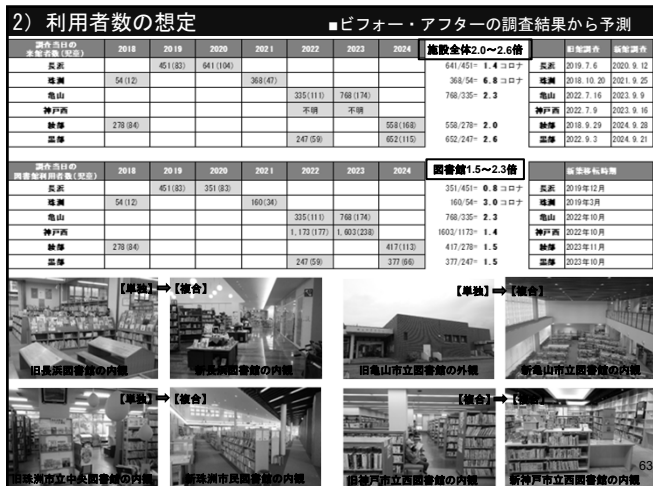 2）利用者数の想定
■ビフォー・アフターの調査結果から予測
調査当日の来館者数（児童） 2018 2019 2020 2021 2022 2023 2024 施設全体2.0～2.6倍 旧館調査 新館調査
長浜 451(83) 641(104) 641/451= 1.4 コロナ 長浜 2019.7.6 2020.9.12
珠洲 54(12) 368(47) 368/54= 6.8 コロナ 珠洲 2018.10.20 2021.9.25
亀山 335(111) 768(174) 768/335= 2.3 亀山 2022.7.16 2023.9.9
神戸西 不明 不明 神戸西 2022.7.9 2023.9.16
綾部 278(84) 558(168) 558/278= 2.0 綾部 2018.9.29 2024.9.28
黒部 247(59) 652(115) 652/247= 2.6 黒部 2022.9.3 2024.9.21
調査当日の図書館利用者数（児童） 2018 2019 2020 2021 2022 2023 2024 図書館1.5～2.3倍 新築移転時期
長浜 451(83) 351(83) 351/451= 0.8 コロナ 長浜 2019年12月
珠洲 54(12) 160(34) 160/54= 3.0 コロナ 珠洲 2019年3月
亀山 335(111) 768(174) 768/335= 2.3 亀山 2022年10月
神戸西 1,173(177) 1,603(238) 1603/1173= 1.4 神戸西 2022年10月
綾部 278(84) 417(113) 417/278= 1.5 綾部 2023年11月
黒部 247(59) 377(66) 377/247= 1.5 黒部 2023年10月
【単独】⇒【複合】
旧長浜図書館の内観
新長浜図書館の内観
【単独】⇒【複合】
旧亀山市立図書館の外観
新亀山市立図書館の内観
【単独】⇒【複合】
旧珠洲市立中央図書館の内観
新珠洲市民図書館の内観
【単独】⇒【複合】
旧神戸市立西図書館の内観
新神戸市立西図書館の内観
63